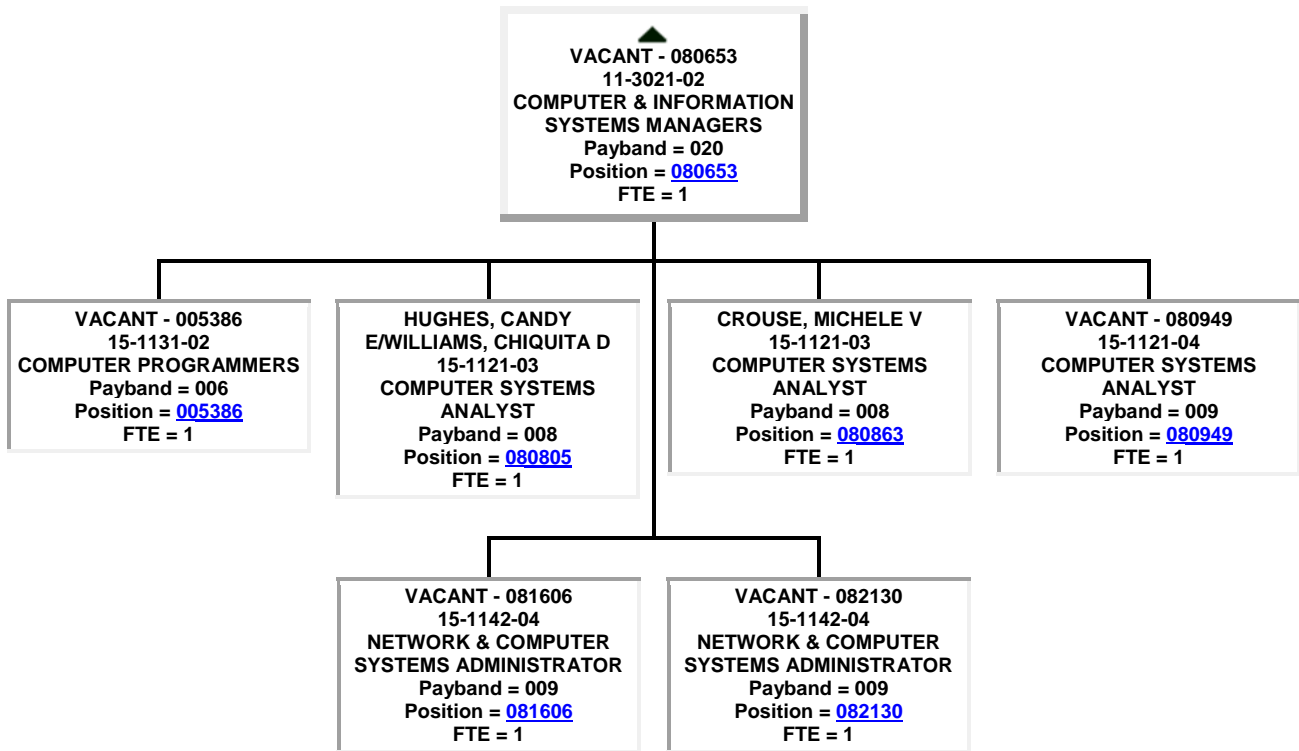 VACANT - 080653
11-3021-02
COMPUTER & INFORMATION
SYSTEMS MANAGERS
Payband = 020
Position = 080653
FTE = 1
VACANT - 005386
15-1131-02
COMPUTER PROGRAMMERS
Payband = 006
Position = 005386
FTE = 1
HUGHES, CANDY
E/WILLIAMS, CHIQUITA D
15-1121-03
COMPUTER SYSTEMS
ANALYST
Payband = 008
Position = 080805
FTE = 1
CROUSE, MICHELE V
15-1121-03
COMPUTER SYSTEMS
ANALYST
Payband = 008
Position = 080863
FTE = 1
VACANT - 080949
15-1121-04
COMPUTER SYSTEMS
ANALYST
Payband = 009
Position = 080949
FTE = 1
VACANT - 081606
15-1142-04
NETWORK & COMPUTER
SYSTEMS ADMINISTRATOR
Payband = 009
Position = 081606
FTE = 1
VACANT - 082130
15-1142-04
NETWORK & COMPUTER
SYSTEMS ADMINISTRATOR
Payband = 009
Position = 082130
FTE = 1